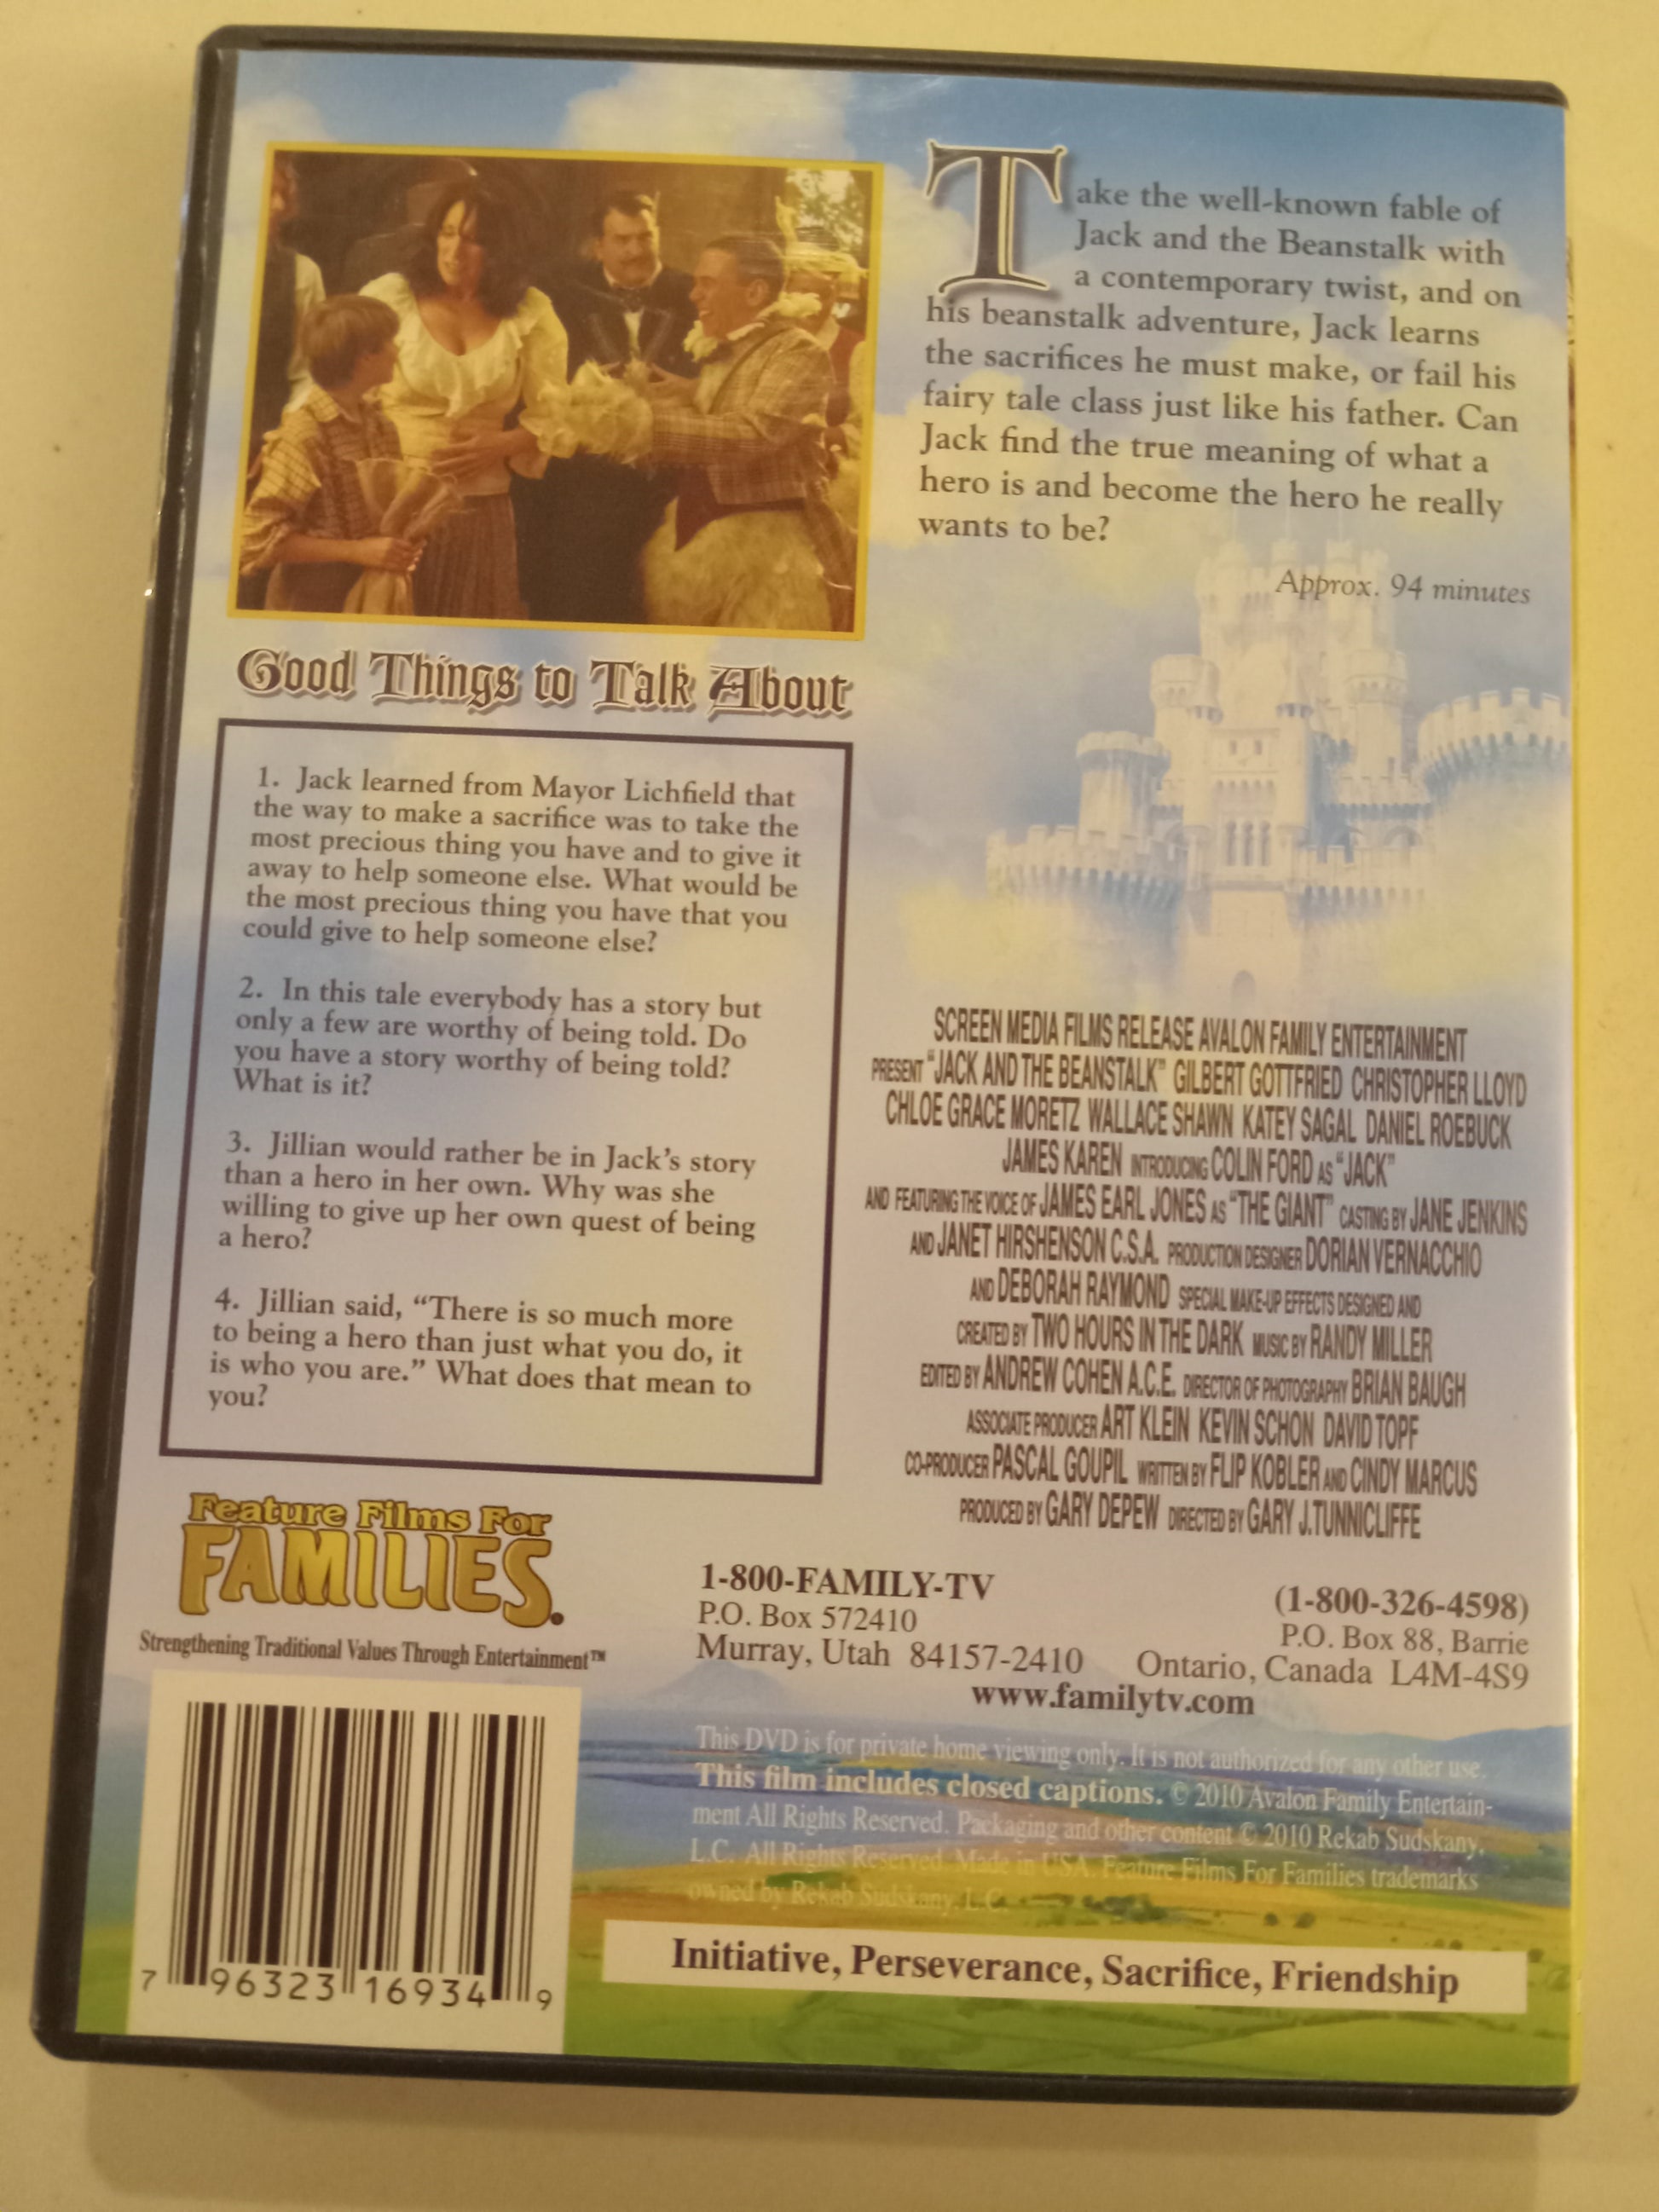 Take the well-known fable of
Jack and the Beanstalk with
a contemporary twist, and on
his beanstalk adventure, Jack learns
the sacrifices he must make, or fail his
fairy tale class just like his father. Can
Jack find the true meaning of what a
hero is and become the hero he really
wants to be?
Approx. 94 minutes
Good Things to Talk About
1. Jack learned from Mayor Lichfield that
the way to make a sacrifice was to take the
most precious thing you have and to give it
away to help someone else. What would be
the most precious thing you have that you
could give to help someone else?
2. In this tale everybody has a story but
only a few are worthy of being told. Do
you have a story worthy of being told?
What is it?
3. Jillian would rather be in Jack's story
than a hero in her own. Why was she
willing to give up her own quest of being
a hero?
4. Jillian said, “There is so much more
to being a hero than just what you do, it
is who you are.” What does that mean to
you?
SCREEN MEDIA FILMS RELEASE AVALON FAMILY ENTERTAINMENT
PRESENT "JACK AND THE BEANSTALK" GILBERT GOTTFRIED CHRISTOPHER LLOYD
CHLOE GRACE MORETZ WALLACE SHAWN KATEY SAGAL DANIEL ROEBUCK
JAMES KAREN INTRODUCING COLIN FORD AS "JACK"
AND FEATURING THE VOICE OF JAMES EARL JONES AS "THE GIANT" CASTING BY JANE JENKINS
AND JANET HIRSHENSON C.S.A. PRODUCTION DESIGNER DORIAN VERNACCHIO
AND DEBORAH RAYMOND SPECIAL MAKE-UP EFFECTS DESIGNED AND
CREATED BY TWO HOURS IN THE DARK MUSIC BY RANDY MILLER
EDITED BY ANDREW COHEN A.C.E. DIRECTOR OF PHOTOGRAPHY BRIAN BAUGH
ASSOCIATE PRODUCER ART KLEIN KEVIN SCHON DAVID TOPF
CO-PRODUCER PASCAL GOUPIL WRITTEN BY FLIP KOBLER AND CINDY MARCUS
PRODUCED BY GARY DEPEW DIRECTED BY GARY J. TUNNICLIFFE
Feature Films For
FAMILIES.
Strengthening Traditional Values Through Entertainment™
1-800-FAMILY-TV (1-800-326-4598)
P.O. Box 572410 P.O. Box 88, Barrie
Murray, Utah 84157-2410 Ontario, Canada L4M-4S9
www.familytv.com
This DVD is for private home viewing only. It is not authorized for any other use.
This film includes closed captions. © 2010 Avalon Family Entertain-
ment All Rights Reserved. Packaging and other content © 2010 Rekab Sudskany,
L.C. All Rights Reserved. Made in USA. Feature Films For Families trademarks
owned by Rekab Sudskany, L.C.
Initiative, Perseverance, Sacrifice, Friendship
7 96323 16934 9